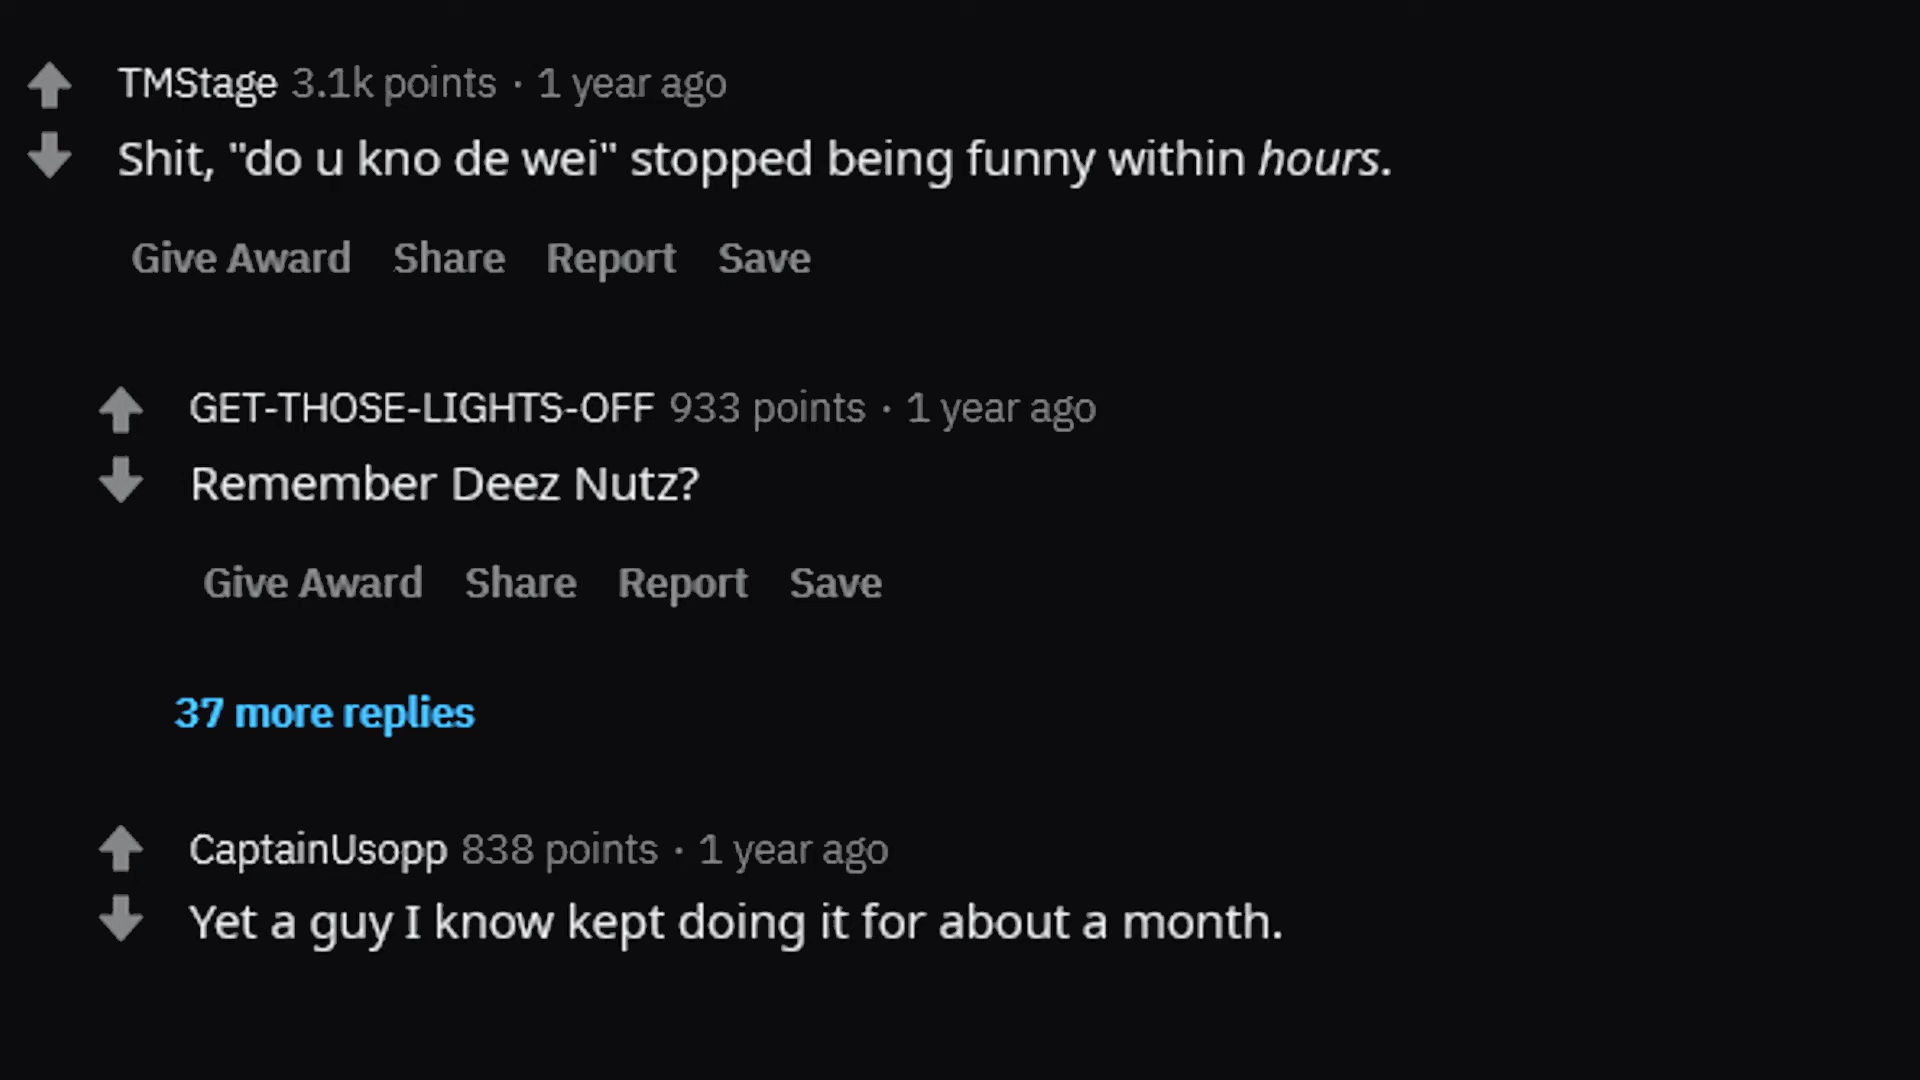 TMStage 3.1k points · 1 year ago
Shit, "do u kno de wei" stopped being funny within hours.
Give Award Share Report Save
GET-THOSE-LIGHTS-OFF 933 points · 1 year ago
Remember Deez Nutz?
Give Award Share Report Save
37 more replies
CaptainUsopp 838 points · 1 year ago
Yet a guy I know kept doing it for about a month.